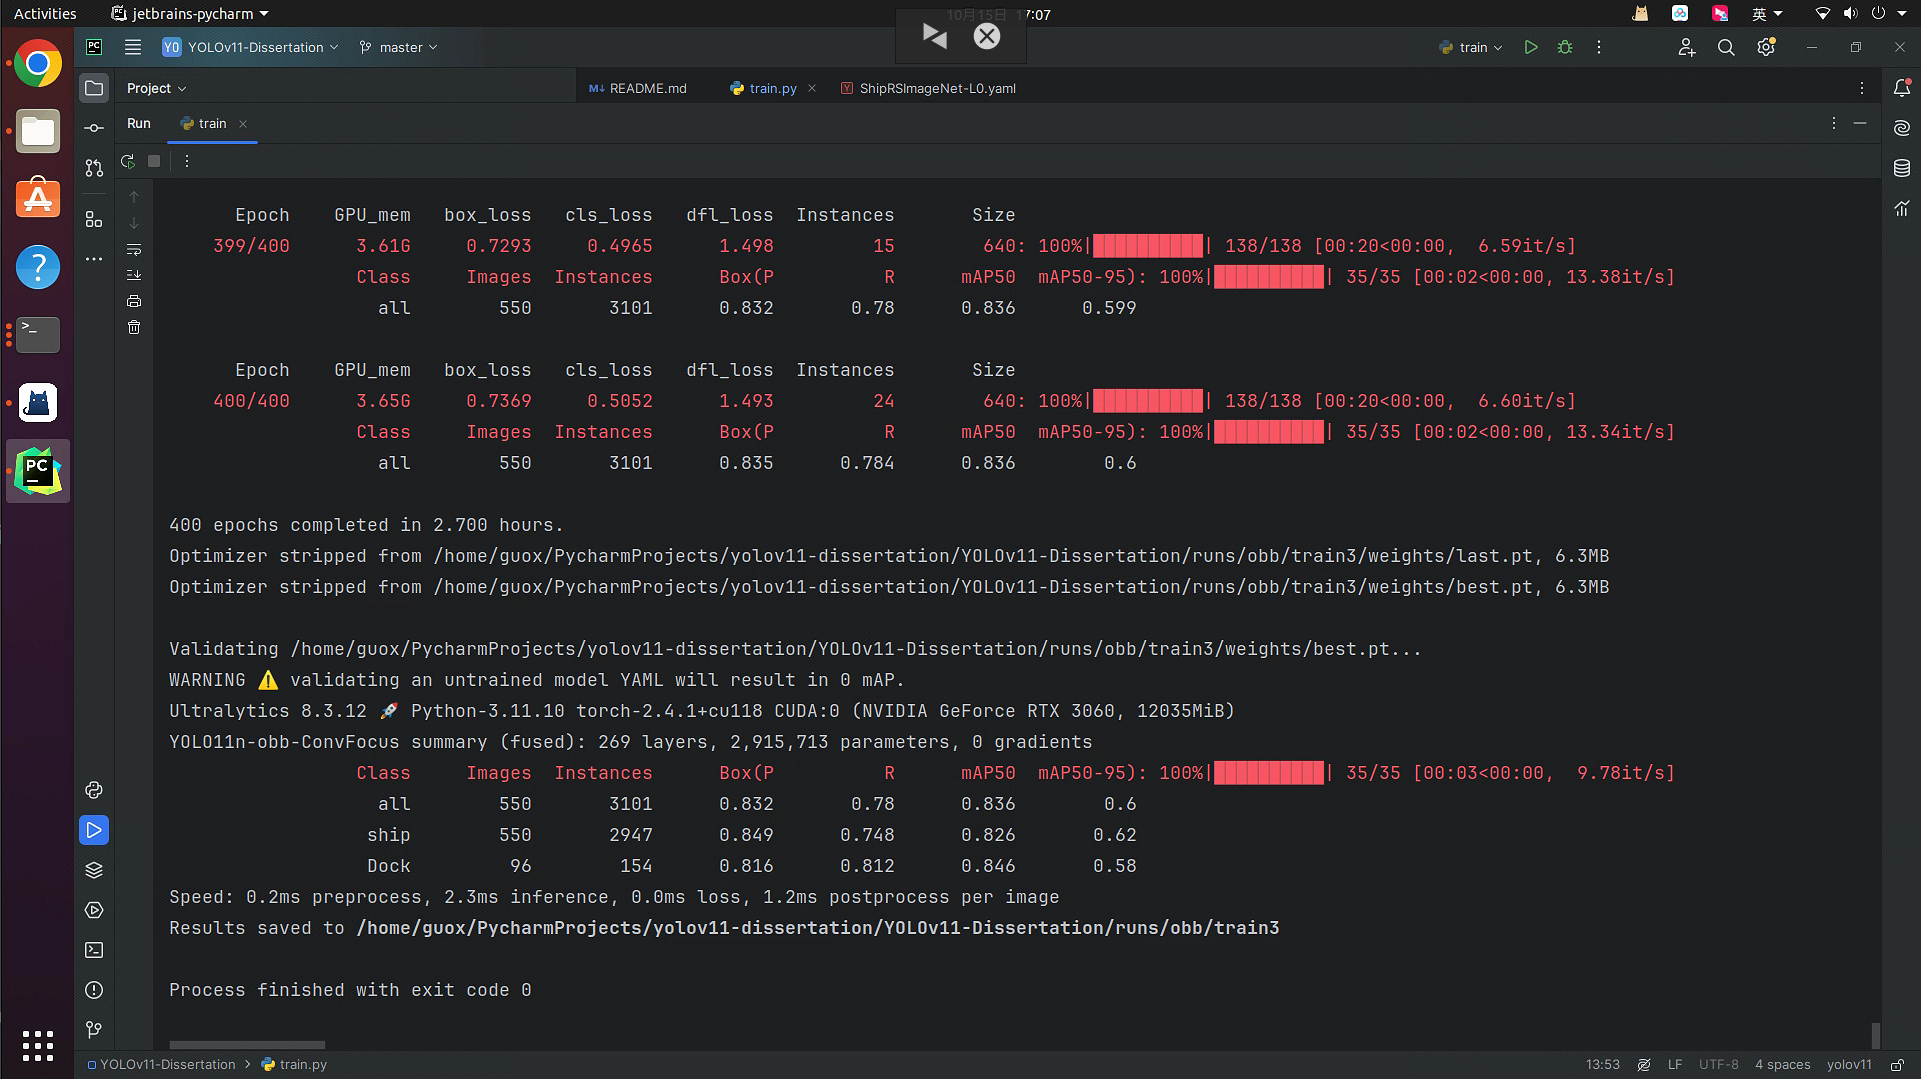 Activities jetbrains-pycharm 10月15日 17:07 英
PC YO YOLOv11-Dissertation master train
Project M↓ README.md train.py Y ShipRSImageNet-L0.yaml
Run train
Epoch GPU_mem box_loss cls_loss dfl_loss Instances Size
399/400 3.61G 0.7293 0.4965 1.498 15 640: 100%|██████████| 138/138 [00:20<00:00, 6.59it/s]
Class Images Instances Box(P R mAP50 mAP50-95): 100%|██████████| 35/35 [00:02<00:00, 13.38it/s]
all 550 3101 0.832 0.78 0.836 0.599
Epoch GPU_mem box_loss cls_loss dfl_loss Instances Size
400/400 3.65G 0.7369 0.5052 1.493 24 640: 100%|██████████| 138/138 [00:20<00:00, 6.60it/s]
Class Images Instances Box(P R mAP50 mAP50-95): 100%|██████████| 35/35 [00:02<00:00, 13.34it/s]
all 550 3101 0.835 0.784 0.836 0.6
PC
400 epochs completed in 2.700 hours.
Optimizer stripped from /home/guox/PycharmProjects/yolov11-dissertation/YOLOv11-Dissertation/runs/obb/train3/weights/last.pt, 6.3MB
Optimizer stripped from /home/guox/PycharmProjects/yolov11-dissertation/YOLOv11-Dissertation/runs/obb/train3/weights/best.pt, 6.3MB
Validating /home/guox/PycharmProjects/yolov11-dissertation/YOLOv11-Dissertation/runs/obb/train3/weights/best.pt...
WARNING ⚠️ validating an untrained model YAML will result in 0 mAP.
Ultralytics 8.3.12 🚀 Python-3.11.10 torch-2.4.1+cu118 CUDA:0 (NVIDIA GeForce RTX 3060, 12035MiB)
YOLO11n-obb-ConvFocus summary (fused): 269 layers, 2,915,713 parameters, 0 gradients
Class Images Instances Box(P R mAP50 mAP50-95): 100%|██████████| 35/35 [00:03<00:00, 9.78it/s]
all 550 3101 0.832 0.78 0.836 0.6
ship 550 2947 0.849 0.748 0.826 0.62
Dock 96 154 0.816 0.812 0.846 0.58
Speed: 0.2ms preprocess, 2.3ms inference, 0.0ms loss, 1.2ms postprocess per image
Results saved to /home/guox/PycharmProjects/yolov11-dissertation/YOLOv11-Dissertation/runs/obb/train3
Process finished with exit code 0
YOLOv11-Dissertation > train.py 13:53 LF UTF-8 4 spaces yolov11